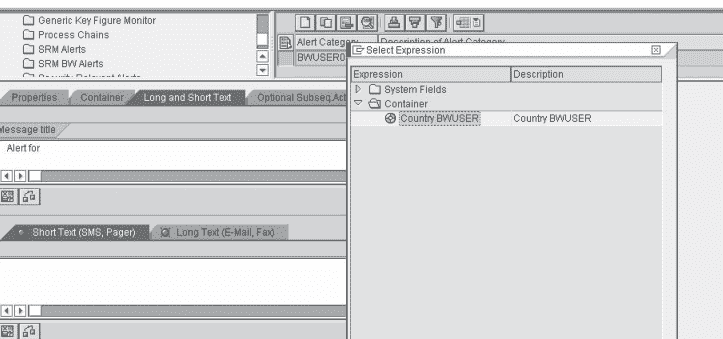 Generic Key Figure Monitor
Process Chains
SRM Alerts
SRM BW Alerts
Alert Category Description of Alert Category
BWUSER0
Select Expression
Expression Description
System Fields
Container
Country BWUSER Country BWUSER
Properties Container Long and Short Text Optional Subseq.Act
Message title
Alert for
Short Text (SMS, Pager) Long Text (E-Mail, Fax)